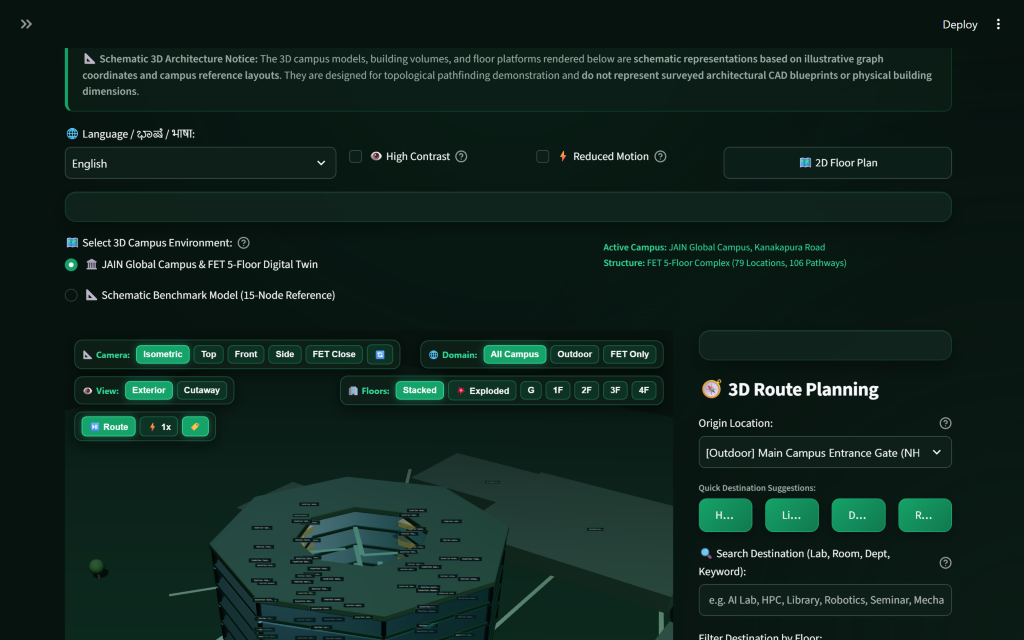 Deploy
Schematic 3D Architecture Notice: The 3D campus models, building volumes, and floor platforms rendered below are schematic representations based on illustrative graph
coordinates and campus reference layouts. They are designed for topological pathfinding demonstration and do not represent surveyed architectural CAD blueprints or physical building
dimensions.
Language / ಭಾಷೆ / भाषा:
English
High Contrast
Reduced Motion
2D Floor Plan
Select 3D Campus Environment:
JAIN Global Campus & FET 5-Floor Digital Twin
Schematic Benchmark Model (15-Node Reference)
Active Campus: JAIN Global Campus, Kanakapura Road
Structure: FET 5-Floor Complex (79 Locations, 106 Pathways)
Camera: Isometric Top Front Side FET Close
Domain: All Campus Outdoor FET Only
View: Exterior Cutaway
Floors: Stacked Exploded G 1F 2F 3F 4F
Route 1x
3D Route Planning
Origin Location:
[Outdoor] Main Campus Entrance Gate (NH
Quick Destination Suggestions:
H... Li... D... R...
Search Destination (Lab, Room, Dept,
Keyword):
e.g. AI Lab, HPC, Library, Robotics, Seminar, Mecha
Filter Destination by Floor: